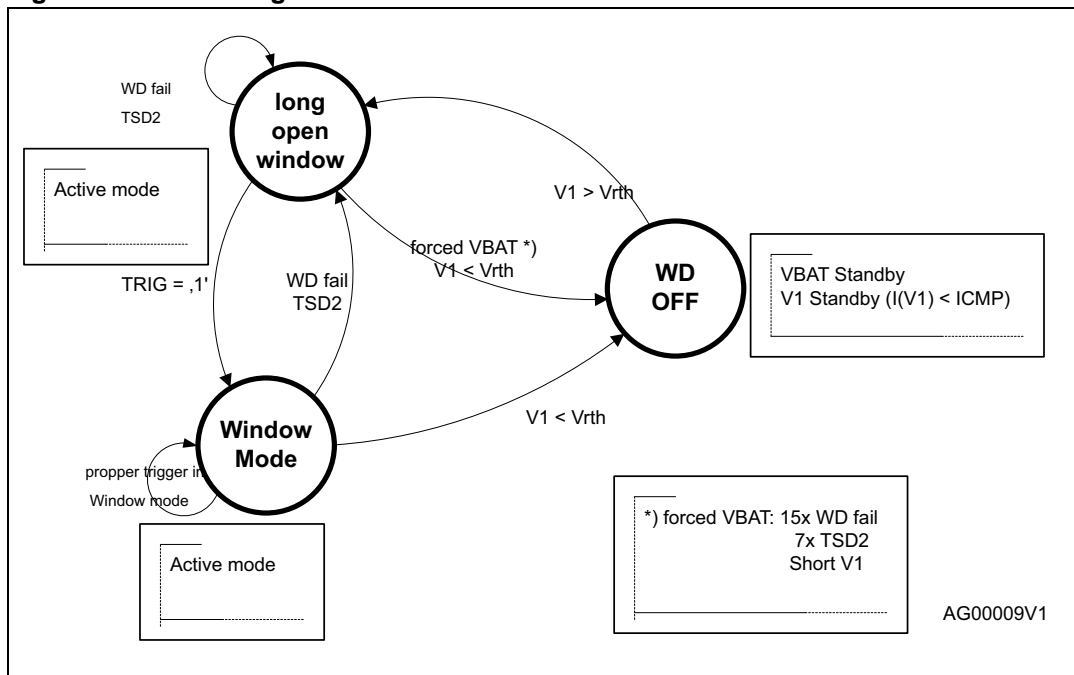 WD fail
TSD2
long
open
window
Active mode
V1 > Vrth
forced VBAT *)
V1 < Vrth
TRIG = ,1'
WD fail
TSD2
WD
OFF
VBAT Standby
V1 Standby (I(V1) < ICMP)
V1 < Vrth
Window
Mode
propper trigger in
Window mode
Active mode
*) forced VBAT: 15x WD fail
7x TSD2
Short V1
AG00009V1